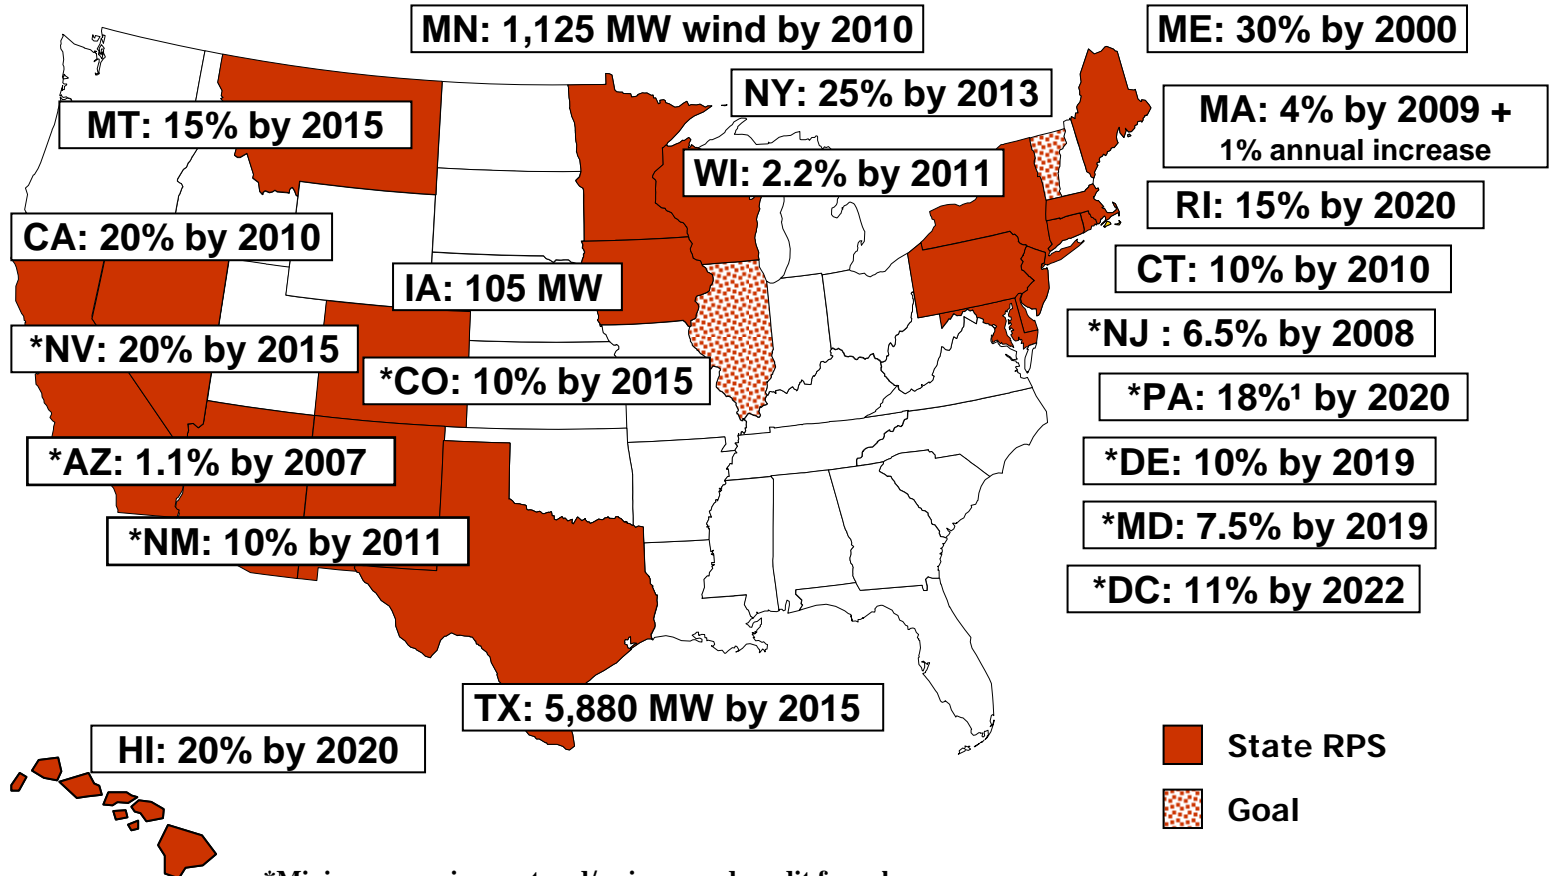 MN: 1,125 MW wind by 2010
ME: 30% by 2000
NY: 25% by 2013
MA: 4% by 2009 +
1% annual increase
MT: 15% by 2015
WI: 2.2% by 2011
RI: 15% by 2020
CA: 20% by 2010
CT: 10% by 2010
IA: 105 MW
*NJ : 6.5% by 2008
*NV: 20% by 2015
*CO: 10% by 2015
*PA: 18%¹ by 2020
*AZ: 1.1% by 2007
*DE: 10% by 2019
*NM: 10% by 2011
*MD: 7.5% by 2019
*DC: 11% by 2022
TX: 5,880 MW by 2015
HI: 20% by 2020
State RPS
Goal